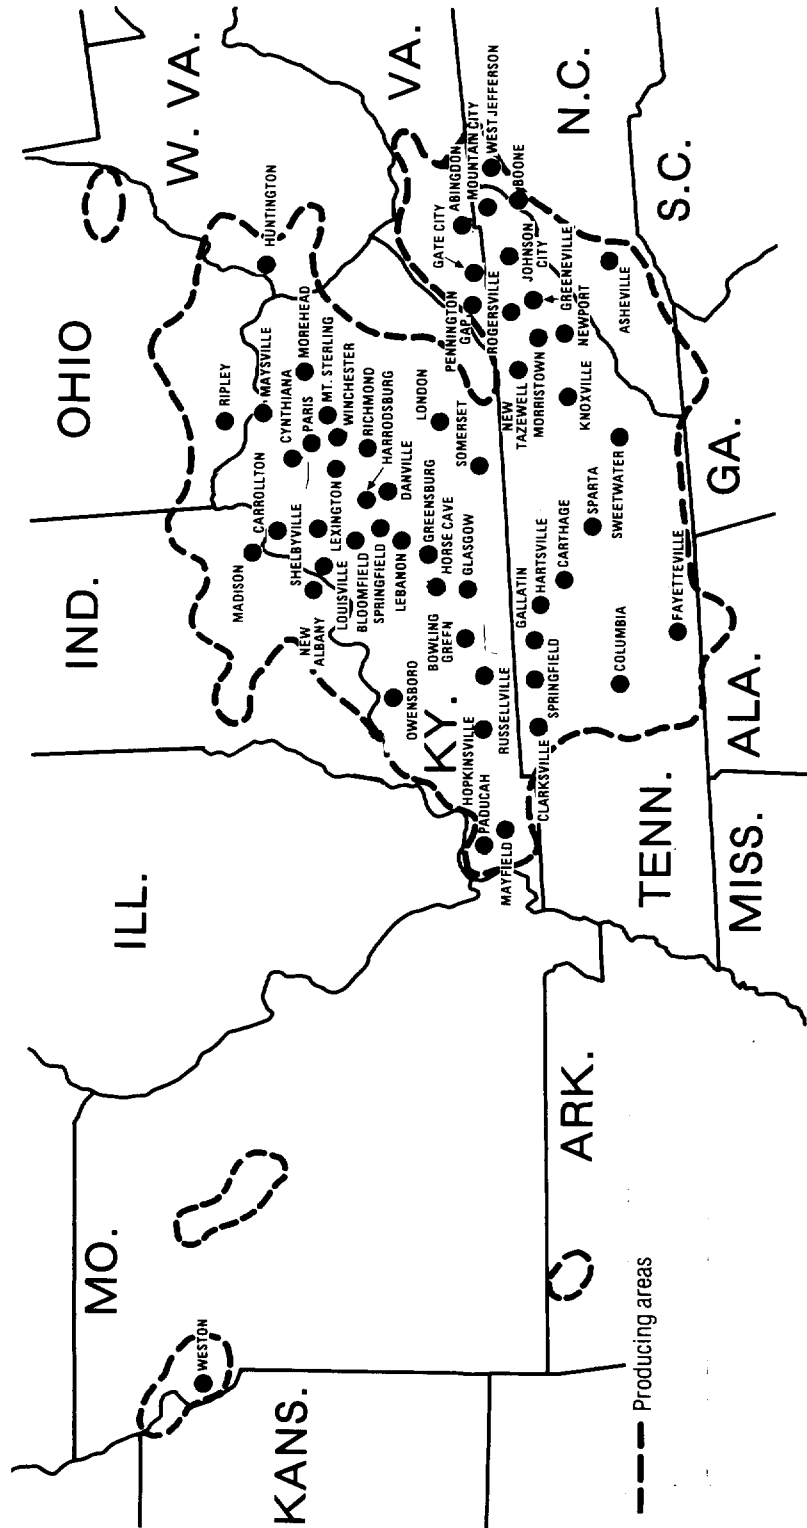 OHIO
W. VA.
IND.
ILL.
MO.
KANS.
KY.
VA.
N.C.
S.C.
TENN.
GA.
ALA.
MISS.
ARK.
HUNTINGTON
RIPLEY
MAYSVILLE
MOREHEAD
CYNTHIANA
PARIS
MT. STERLING
WINCHESTER
RICHMOND
HARRODSBURG
DANVILLE
LEXINGTON
CARROLLTON
MADISON
SHELBYVILLE
LOUISVILLE
NEW
ALBANY
BLOOMFIELD
SPRINGFIELD
LEBANON
GREENSBURG
HORSE CAVE
GLASGOW
BOWLING
GREEN
LONDON
SOMERSET
OWENSBORO
RUSSELLVILLE
HOPKINSVILLE
PADUCAH
MAYFIELD
PENNINGTON
GAP
GATE CITY
ABINGDON
MOUNTAIN CITY
WEST JEFFERSON
BOONE
JOHNSON
CITY
ROGERSVILLE
GREENEVILLE
NEWPORT
ASHEVILLE
NEW
TAZEWELL
MORRISTOWN
KNOXVILLE
SWEETWATER
SPARTA
CARTHAGE
HARTSVILLE
GALLATIN
SPRINGFIELD
CLARKSVILLE
COLUMBIA
FAYETTEVILLE
WESTON
Producing areas